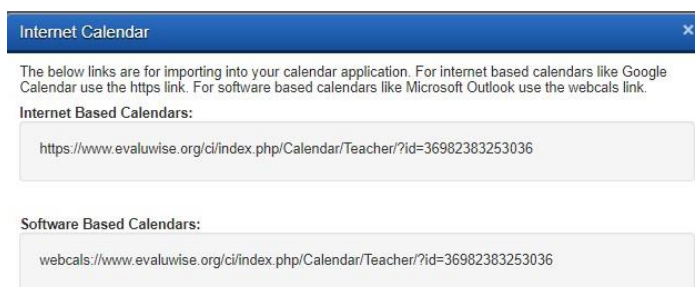 Internet Calendar ×
The below links are for importing into your calendar application. For internet based calendars like Google
Calendar use the https link. For software based calendars like Microsoft Outlook use the webcals link.
Internet Based Calendars:
https://www.evaluwise.org/ci/index.php/Calendar/Teacher/?id=36982383253036
Software Based Calendars:
webcals://www.evaluwise.org/ci/index.php/Calendar/Teacher/?id=36982383253036